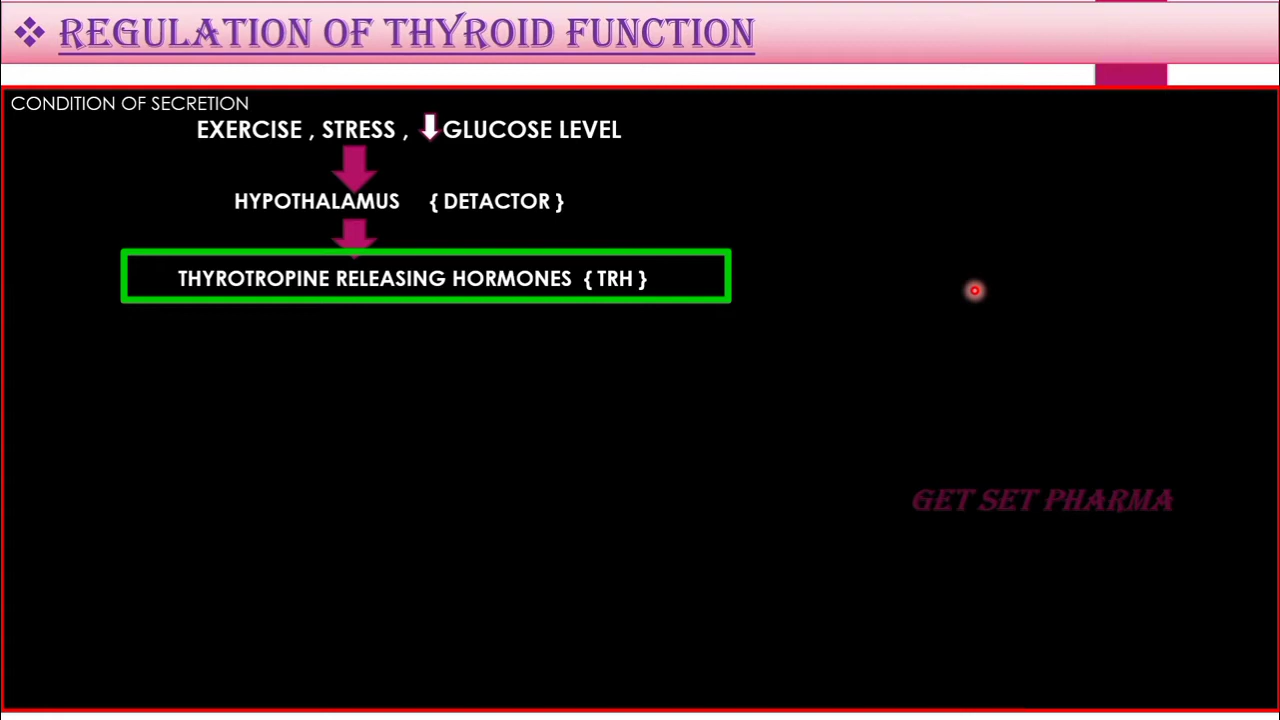 ❖ REGULATION OF THYROID FUNCTION
CONDITION OF SECRETION
EXERCISE , STRESS , ⬇GLUCOSE LEVEL
HYPOTHALAMUS { DETACTOR }
THYROTROPINE RELEASING HORMONES { TRH }
GET SET PHARMA